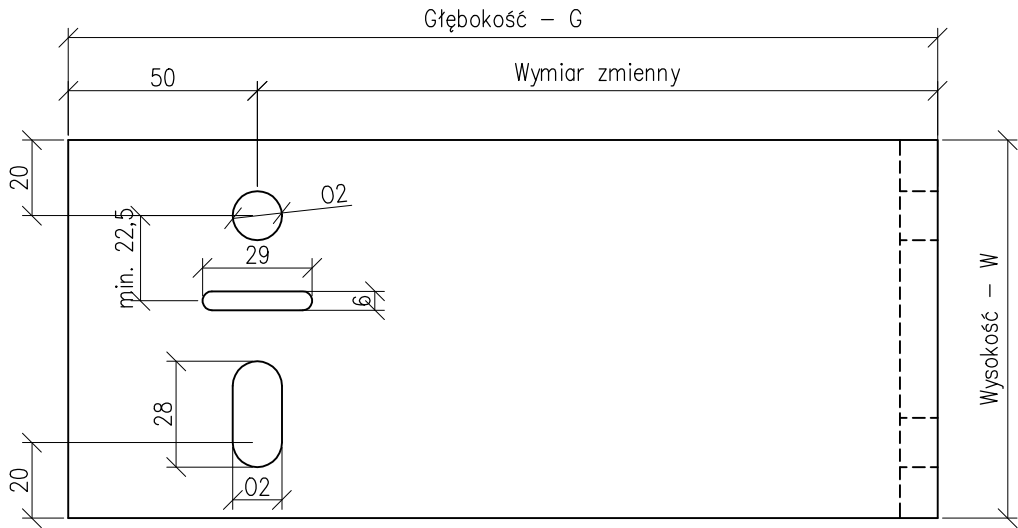 Głębokość – G
50
Wymiar zmienny
20
O2
min. 22,5
29
6
Wysokość – W
28
20
O2